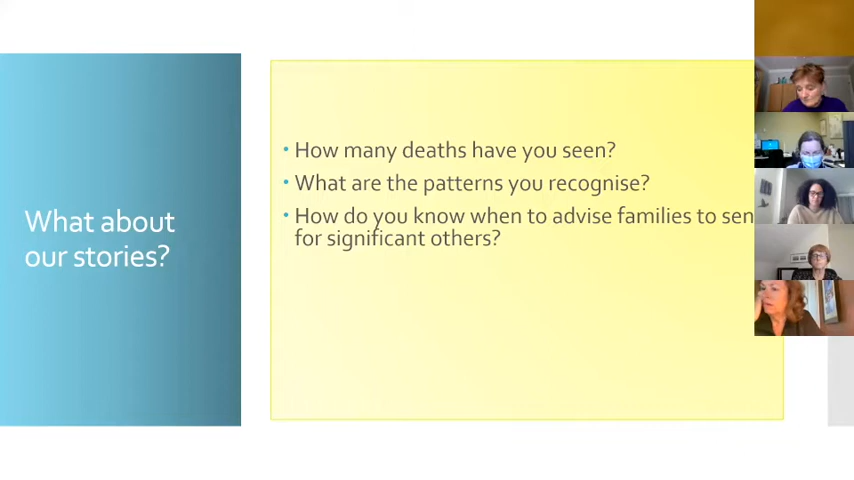 What about
our stories?
• How many deaths have you seen?
• What are the patterns you recognise?
• How do you know when to advise families to sen
for significant others?